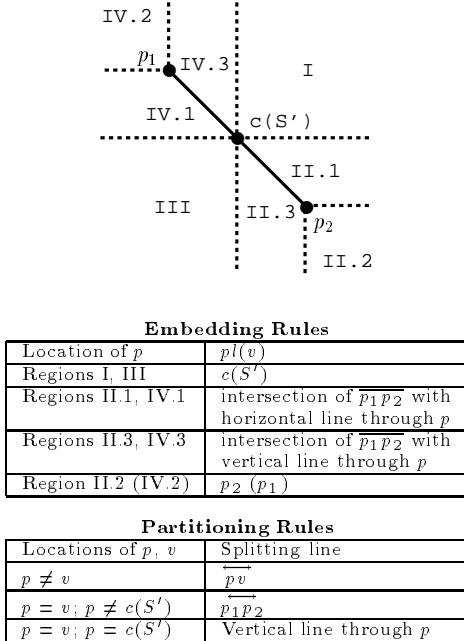 IV.2
p₁ IV.3 I
IV.1 c(S')
II.1
III II.3 p₂
II.2
Embedding Rules
Location of p pl(v)
Regions I, III c(S')
Regions II.1, IV.1 intersection of p₁p₂ with
horizontal line through p
Regions II.3, IV.3 intersection of p₁p₂ with
vertical line through p
Region II.2 (IV.2) p₂ (p₁)
Partitioning Rules
Locations of p, v Splitting line
p ≠ v pv
p = v; p ≠ c(S') p₁p₂
p = v; p = c(S') Vertical line through p